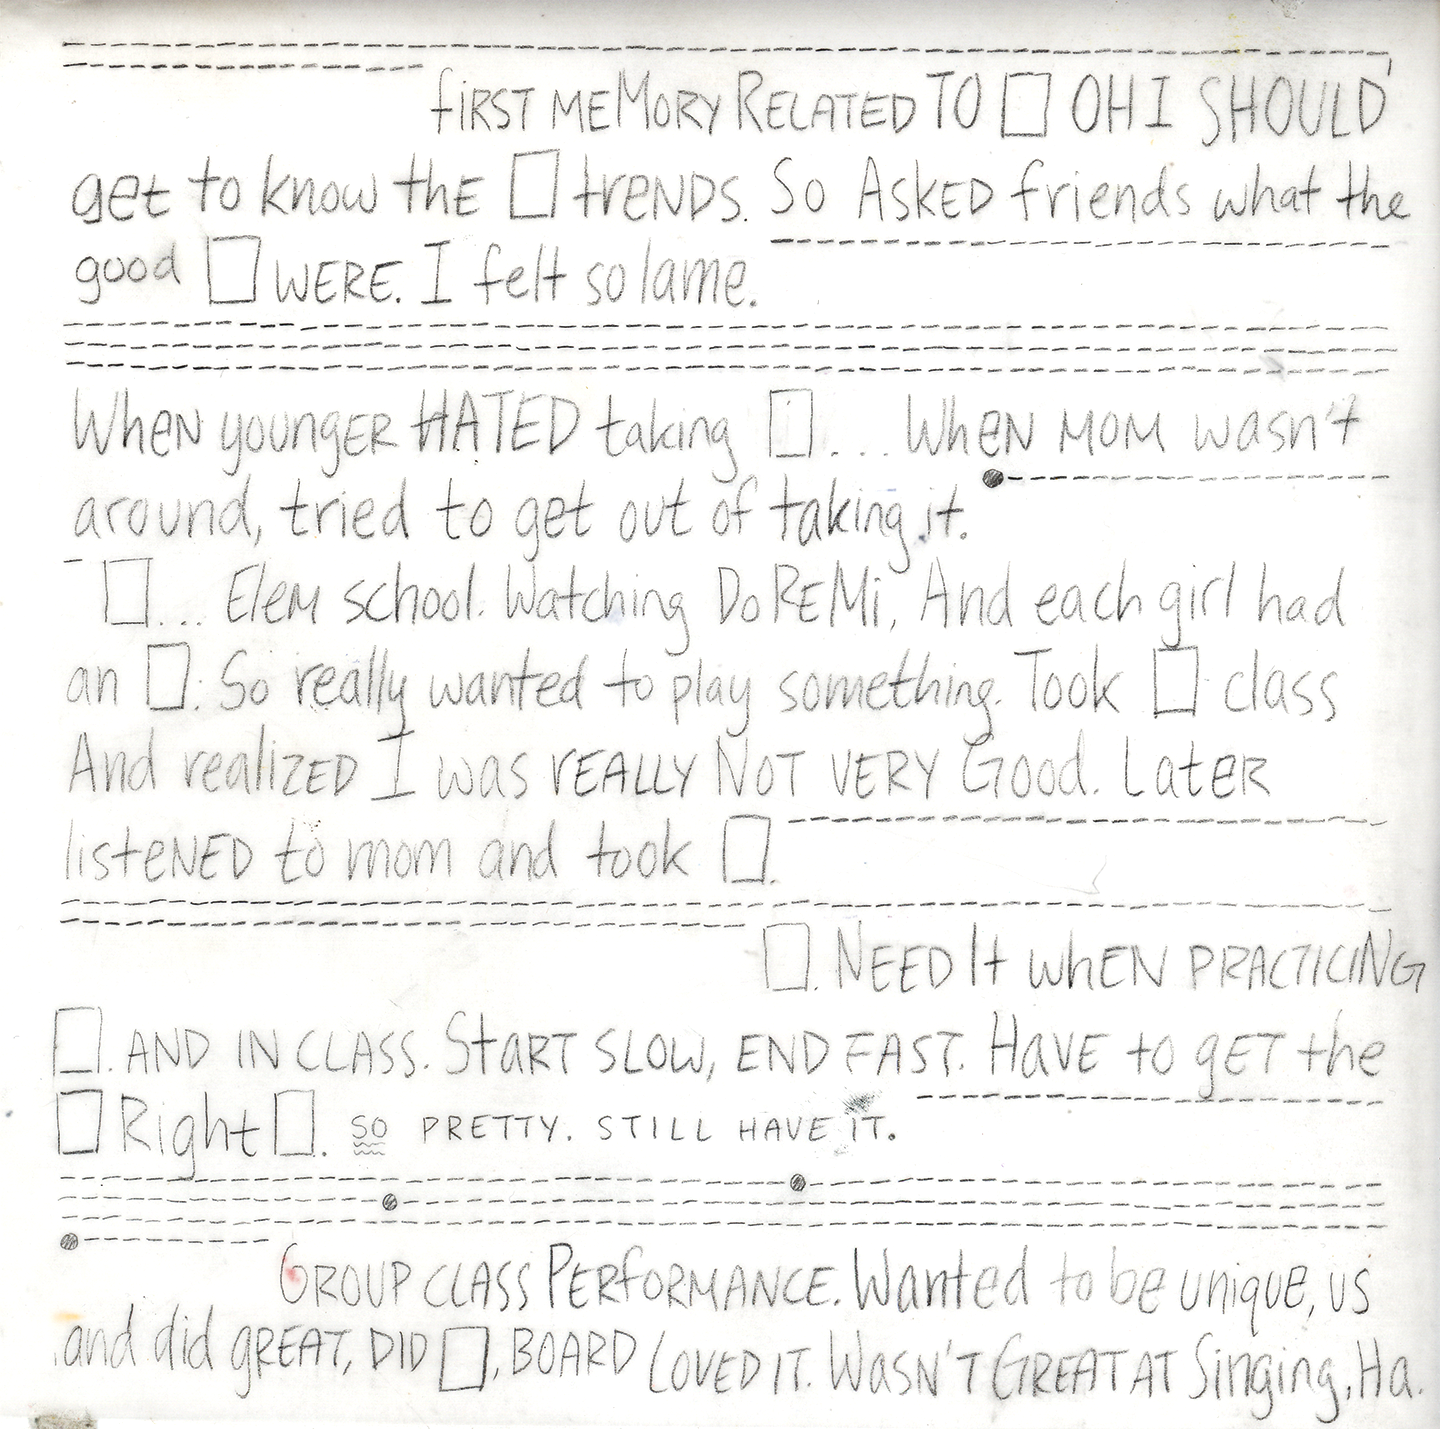 fIRST MEMORY RELATED TO □ OH I SHOULD
get to know the □ trENDS. So ASKED friends what the
good □ WERE. I felt so lame.
WhEN youngER HATED taking □... WhEN MOM wasn't
around, tried to get out of taking it.
□... ElEM school. Watching DoREMi, And each girl had
an □. So really wanted to play something. Took □ class
And realizED I was rEALLY NOT VERY Good. LatER
listeNED to mom and took □.
□. NEED It whEN PRACTICING
□. AND IN CLASS. StARt SLOW, END FAST. HAVE to gET the
□ Right □. SO PRETTY. STILL HAVE IT.
GROUP CLASS PERfORMANCE. Wanted to be unique, us
and did gREAT, DID □, BOARD LOVED IT. WASN'T GREAT AT Singing, Ha.